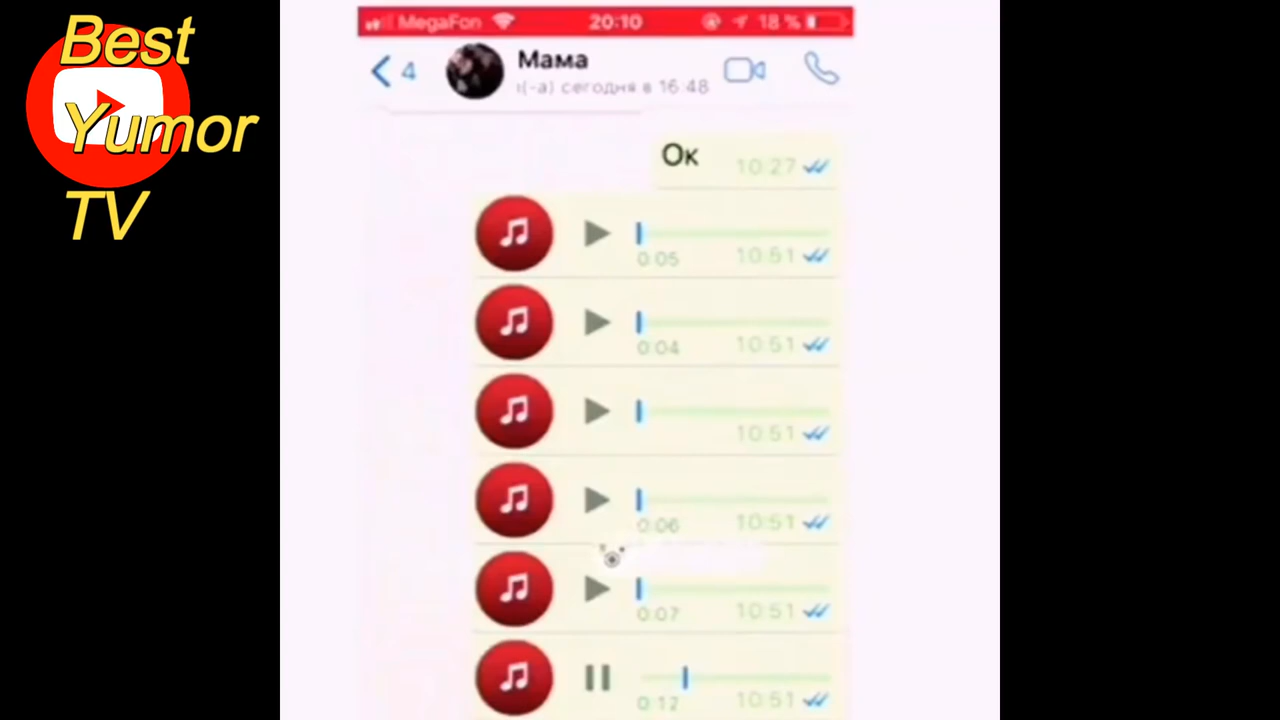 Best
Yumor
TV
MegaFon 20:10 18 %
4 Мама
(-а) сегодня в 16:48
Ок 10:27
0:05 10:51
0:04 10:51
10:51
0:06 10:51
0:07 10:51
0:12 10:51